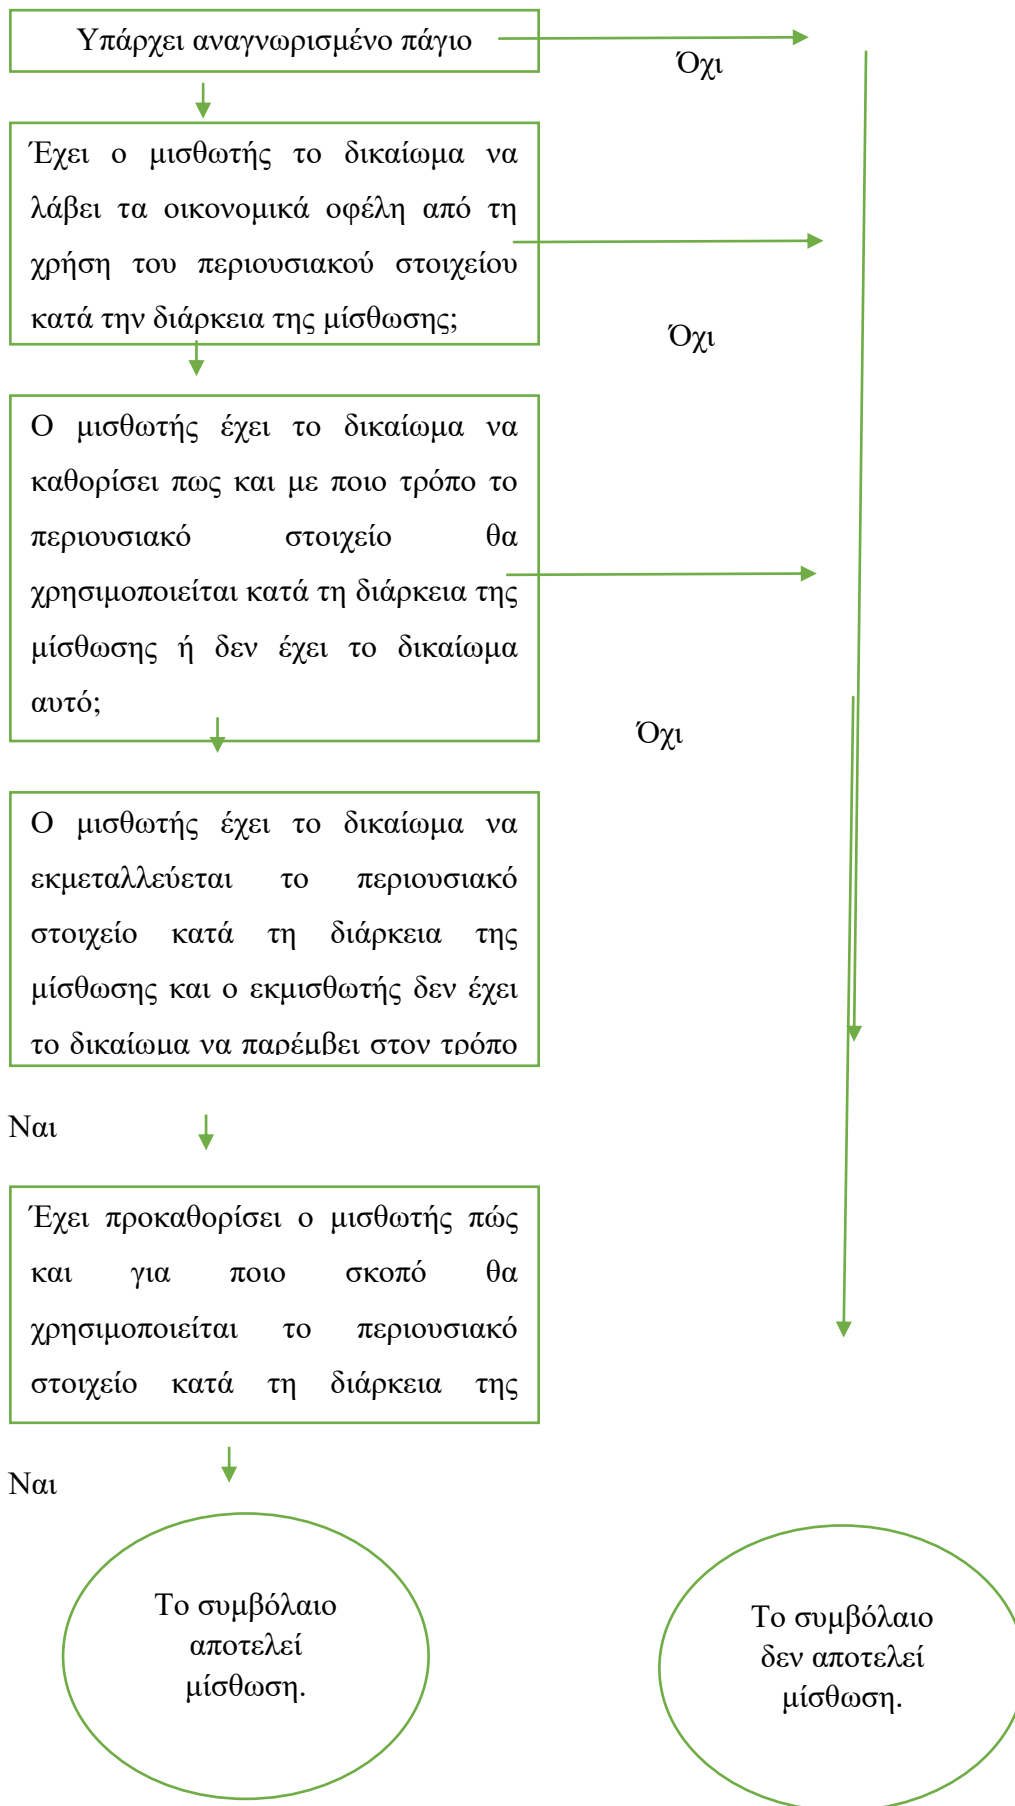 Υπάρχει αναγνωρισμένο πάγιο
Όχι
Έχει ο μισθωτής το δικαίωμα να
λάβει τα οικονομικά οφέλη από τη
χρήση του περιουσιακού στοιχείου
κατά την διάρκεια της μίσθωσης;
Όχι
Ο μισθωτής έχει το δικαίωμα να
καθορίσει πως και με ποιο τρόπο το
περιουσιακό στοιχείο θα
χρησιμοποιείται κατά τη διάρκεια της
μίσθωσης ή δεν έχει το δικαίωμα
αυτό;
Όχι
Ο μισθωτής έχει το δικαίωμα να
εκμεταλλεύεται το περιουσιακό
στοιχείο κατά τη διάρκεια της
μίσθωσης και ο εκμισθωτής δεν έχει
το δικαίωμα να παρέμβει στον τρόπο
Ναι
Έχει προκαθορίσει ο μισθωτής πώς
και για ποιο σκοπό θα
χρησιμοποιείται το περιουσιακό
στοιχείο κατά τη διάρκεια της
Ναι
Το συμβόλαιο
αποτελεί
μίσθωση.
Το συμβόλαιο
δεν αποτελεί
μίσθωση.